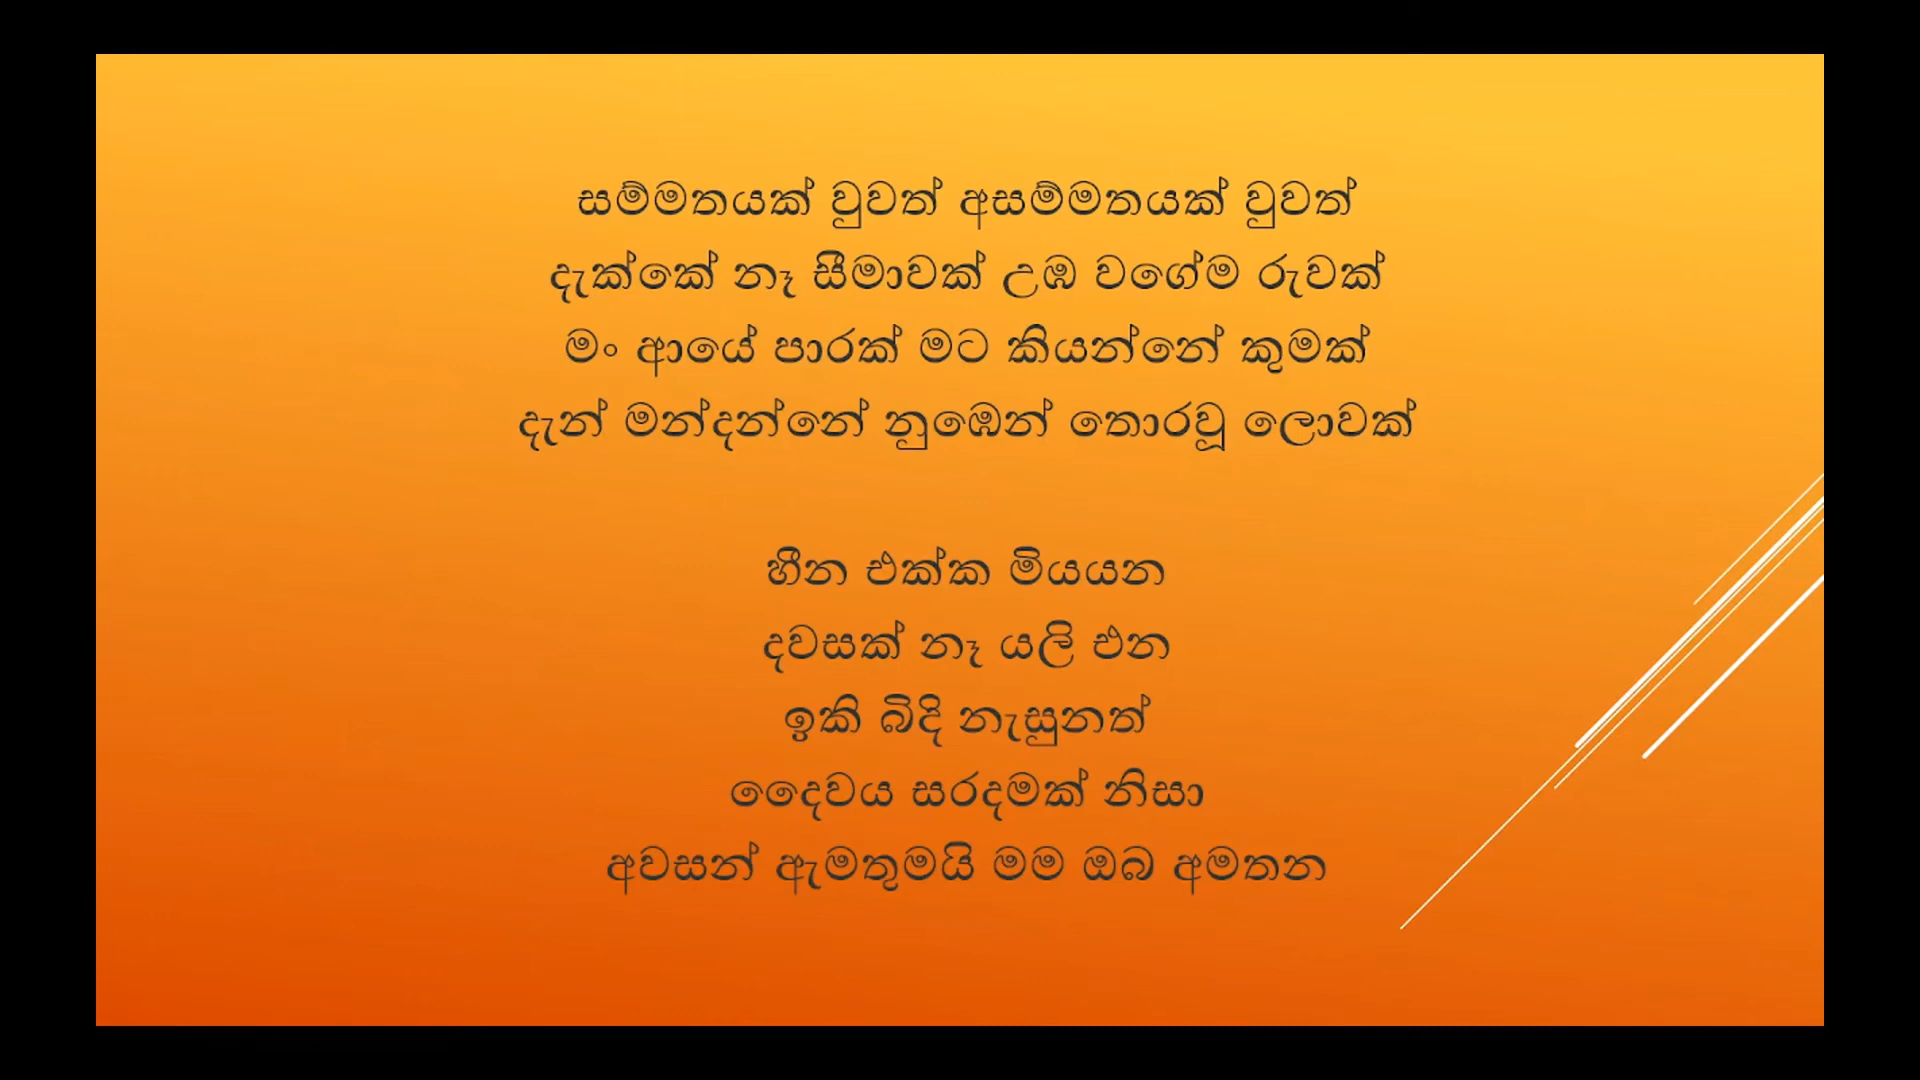 සම්මතයක් වුවත් අසම්මතයක් වුවත්
දැක්කේ නෑ සීමාවක් උඹ වගේම රුවක්
මං ආයේ පාරක් මට කියන්නේ කුමක්
දැන් මන්දන්නේ නුඹෙන් තොරවූ ලොවක්
හීන එක්ක මියයන
දවසක් නෑ යලි එන
ඉකි බිදි නැසුනත්
දෛවය සරදමක් නිසා
අවසන් ඇමතුමයි මම ඔබ අමතන